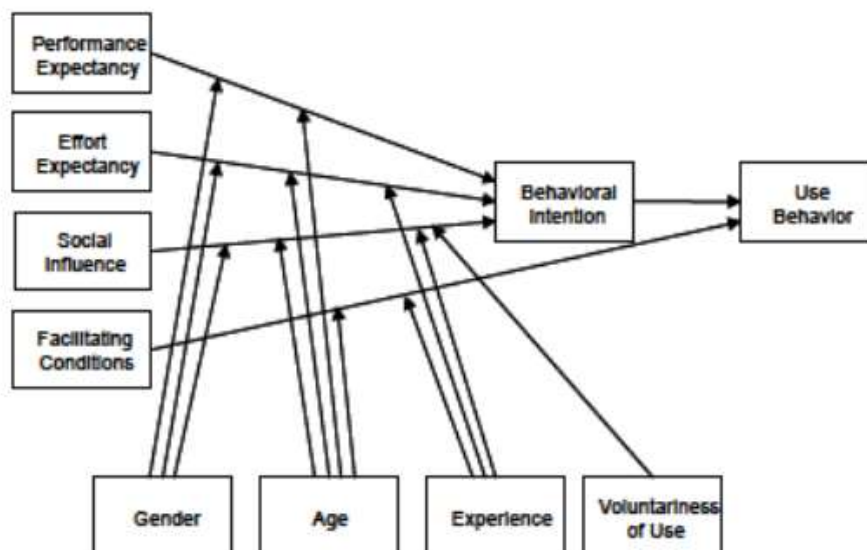 Performance
Expectancy
Effort
Expectancy
Social
Influence
Facilitating
Conditions
Behavioral
Intention
Use
Behavior
Gender
Age
Experience
Voluntariness
of Use